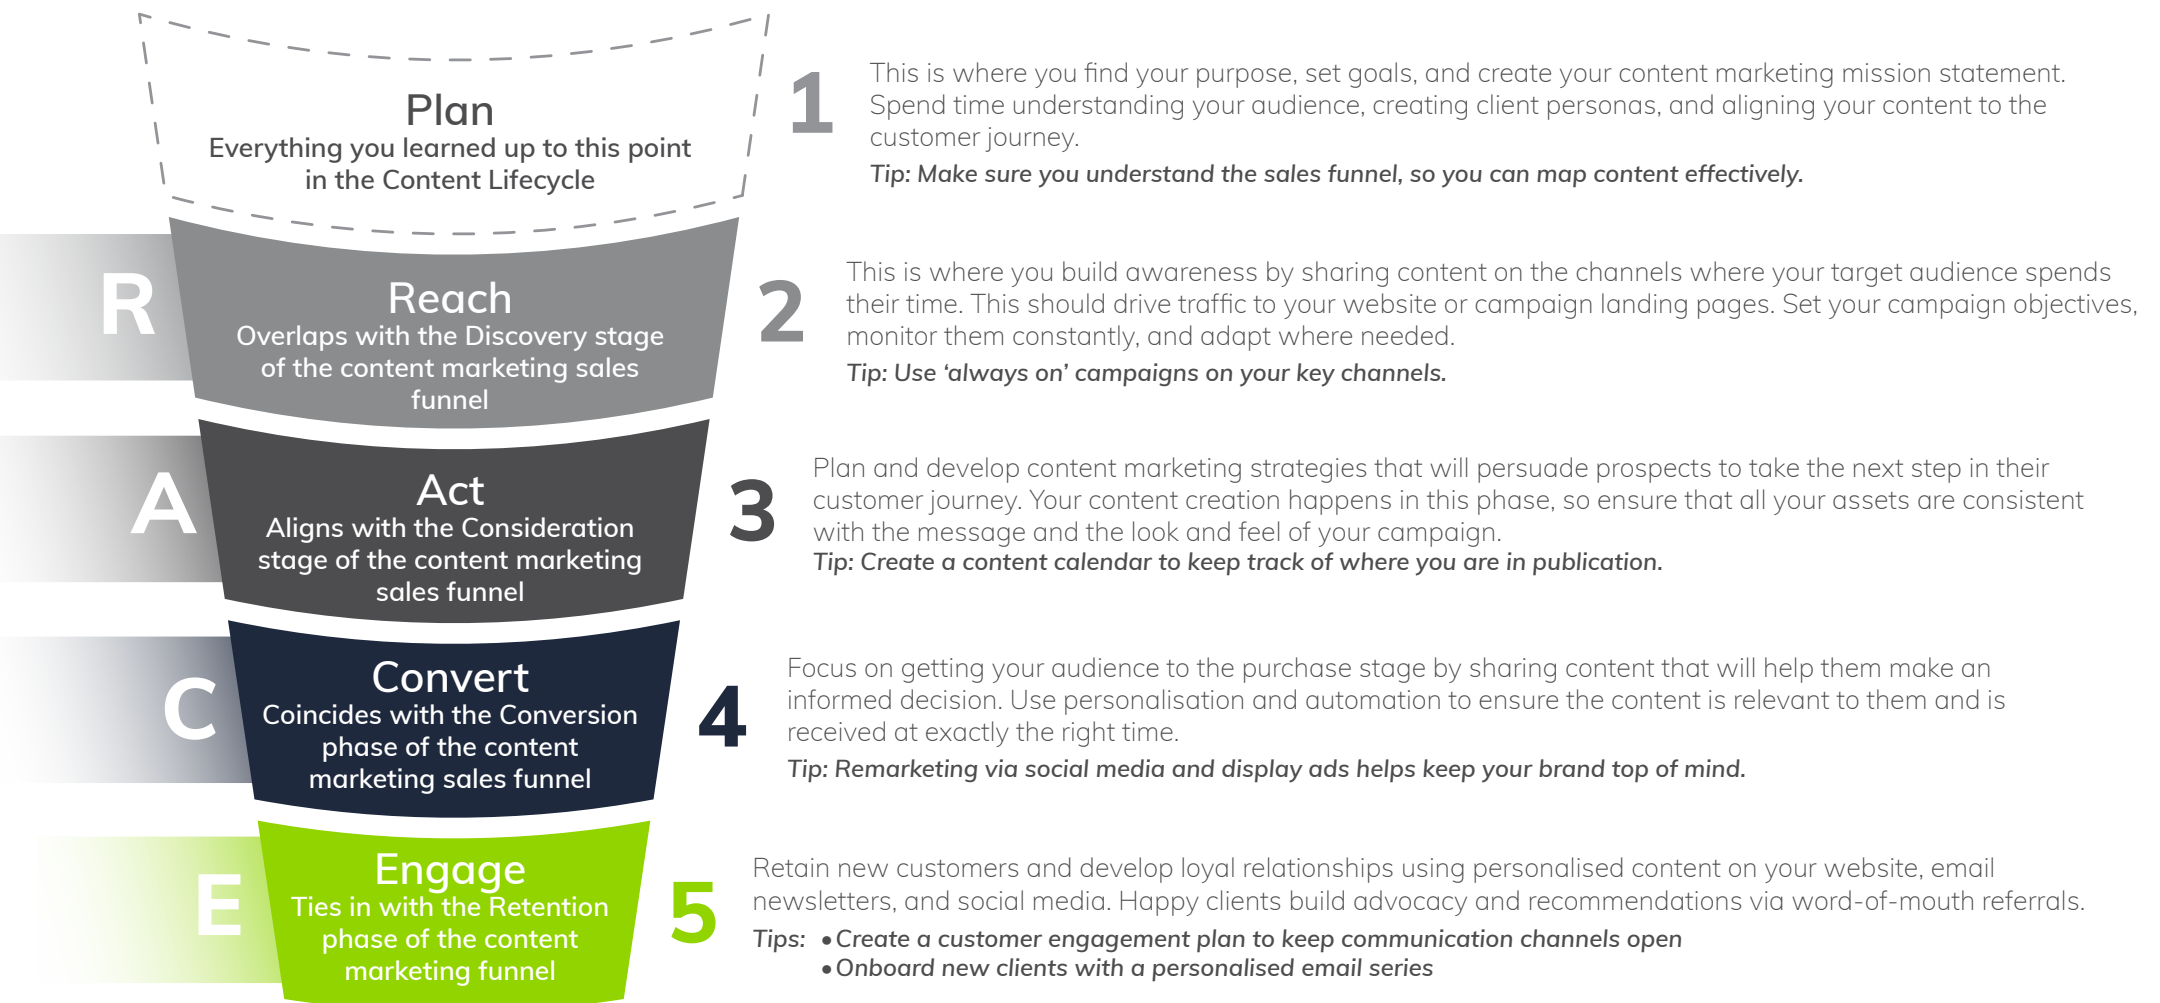 Plan
Everything you learned up to this point
in the Content Lifecycle
1
This is where you find your purpose, set goals, and create your content marketing mission statement.
Spend time understanding your audience, creating client personas, and aligning your content to the
customer journey.
Tip: Make sure you understand the sales funnel, so you can map content effectively.
R
Reach
Overlaps with the Discovery stage
of the content marketing sales
funnel
2
This is where you build awareness by sharing content on the channels where your target audience spends
their time. This should drive traffic to your website or campaign landing pages. Set your campaign objectives,
monitor them constantly, and adapt where needed.
Tip: Use ‘always on’ campaigns on your key channels.
A
Act
Aligns with the Consideration
stage of the content marketing
sales funnel
3
Plan and develop content marketing strategies that will persuade prospects to take the next step in their
customer journey. Your content creation happens in this phase, so ensure that all your assets are consistent
with the message and the look and feel of your campaign.
Tip: Create a content calendar to keep track of where you are in publication.
C
Convert
Coincides with the Conversion
phase of the content
marketing sales funnel
4
Focus on getting your audience to the purchase stage by sharing content that will help them make an
informed decision. Use personalisation and automation to ensure the content is relevant to them and is
received at exactly the right time.
Tip: Remarketing via social media and display ads helps keep your brand top of mind.
E
Engage
Ties in with the Retention
phase of the content
marketing funnel
5
Retain new customers and develop loyal relationships using personalised content on your website, email
newsletters, and social media. Happy clients build advocacy and recommendations via word-of-mouth referrals.
Tips: •Create a customer engagement plan to keep communication channels open
•Onboard new clients with a personalised email series